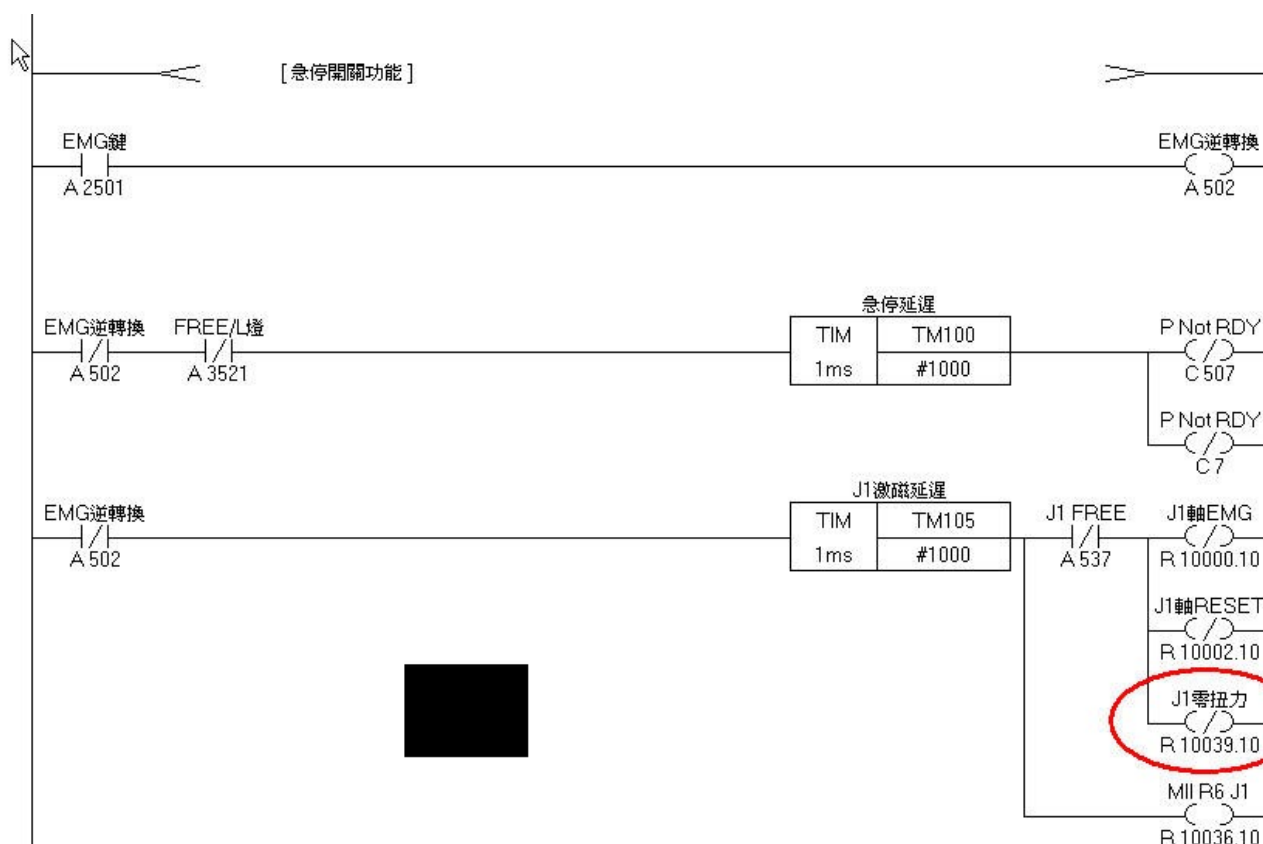 [急停開關功能]
EMG鍵 EMG逆轉換
A 2501 A 502
急停延遲
EMG逆轉換 FREE/L燈 TIM TM100 P Not RDY
A 502 A 3521 1ms #1000 C 507
P Not RDY
C 7
J1激磁延遲
EMG逆轉換 TIM TM105 J1 FREE J1軸EMG
A 502 1ms #1000 A 537 R 10000.10
J1軸RESET
R 10002.10
J1零扭力
R 10039.10
MII R6 J1
R 10036.10